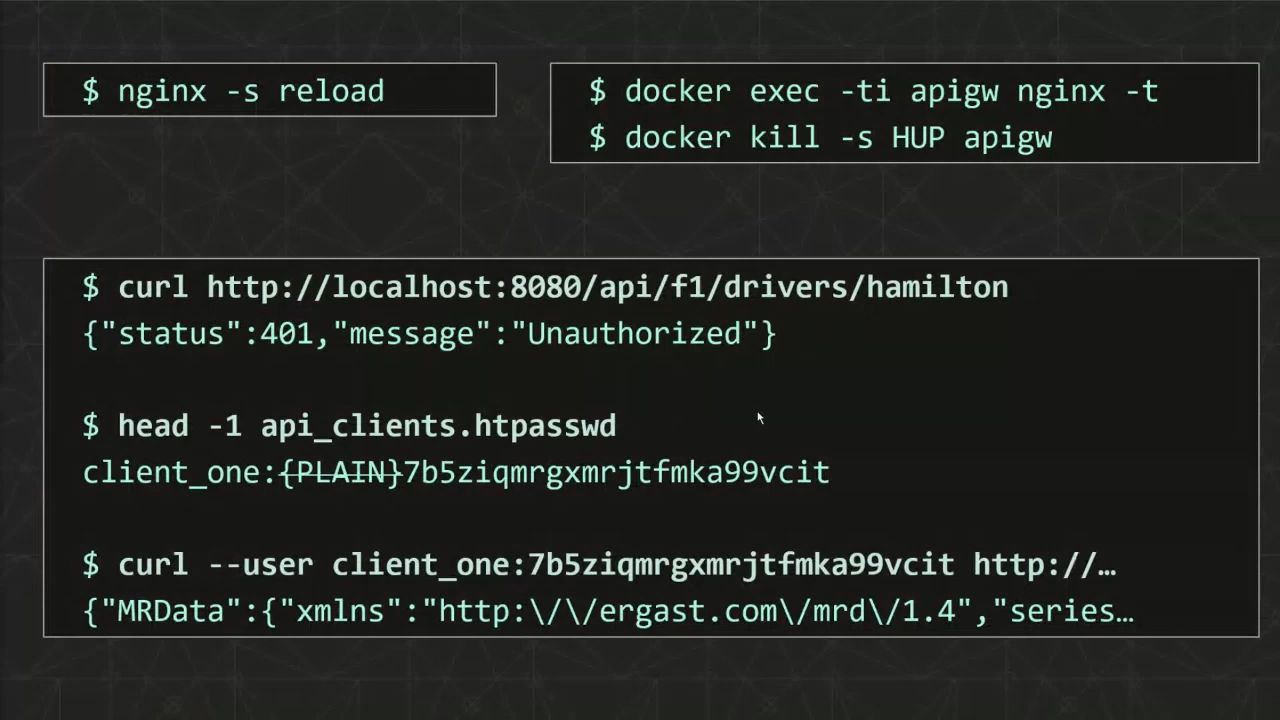 $ nginx -s reload
$ docker exec -ti apigw nginx -t
$ docker kill -s HUP apigw
$ curl http://localhost:8080/api/f1/drivers/hamilton
{"status":401,"message":"Unauthorized"}
$ head -1 api_clients.htpasswd
client_one:{PLAIN}7b5ziqmrgxmrjtfmka99vcit
$ curl --user client_one:7b5ziqmrgxmrjtfmka99vcit http://…
{"MRData":{"xmlns":"http:\/\/ergast.com\/mrd\/1.4","series…